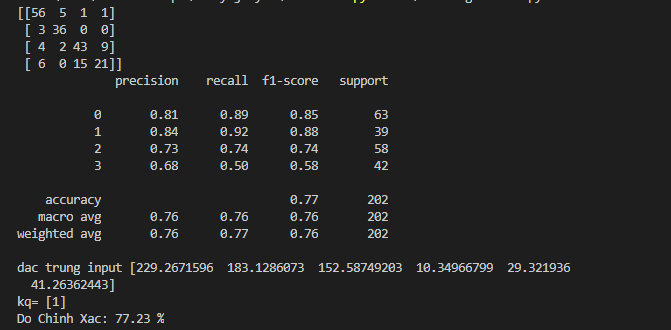 [[56  5  1  1]
 [ 3 36  0  0]
 [ 4  2 43  9]
 [ 6  0 15 21]]
              precision    recall  f1-score   support

           0       0.81      0.89      0.85        63
           1       0.84      0.92      0.88        39
           2       0.73      0.74      0.74        58
           3       0.68      0.50      0.58        42

    accuracy                           0.77       202
   macro avg       0.76      0.76      0.76       202
weighted avg       0.76      0.77      0.76       202

dac trung input [229.2671596  183.1286073  152.58749203  10.34966799  29.321936
  41.26362443]
kq= [1]
Do Chinh Xac: 77.23 %